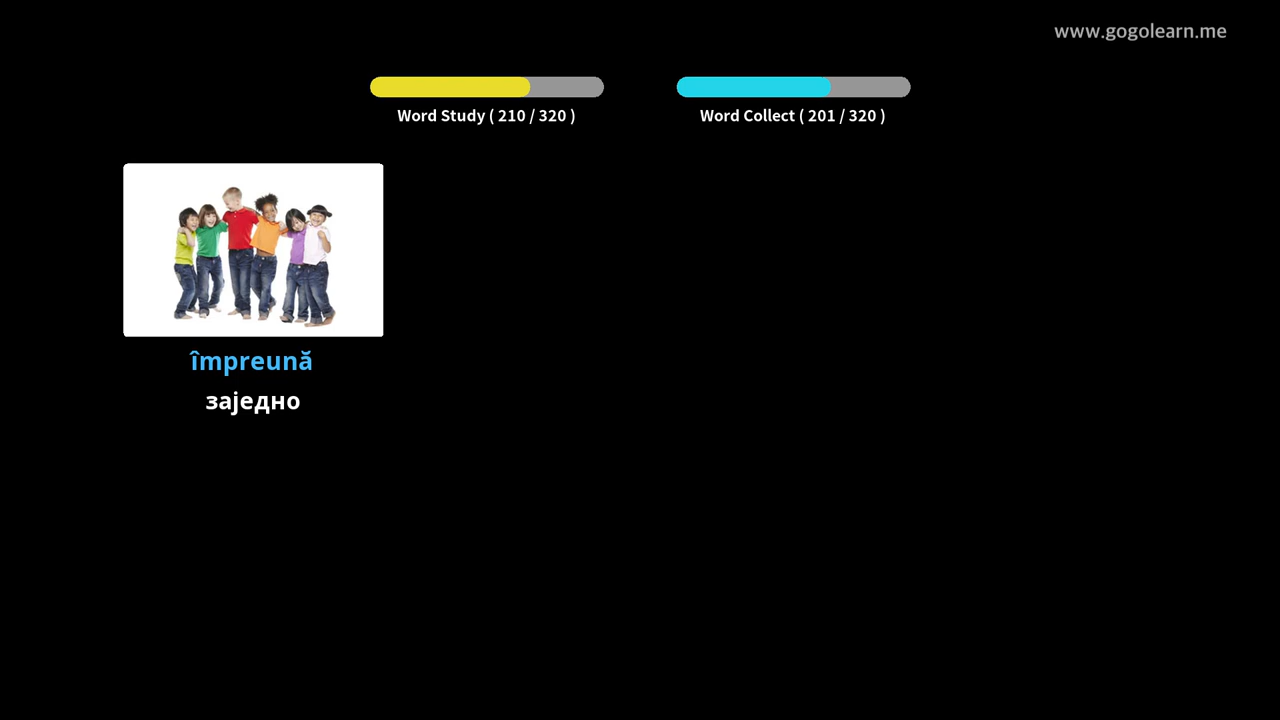 www.gogolearn.me
Word Study ( 210 / 320 )
Word Collect ( 201 / 320 )
împreună
заједно